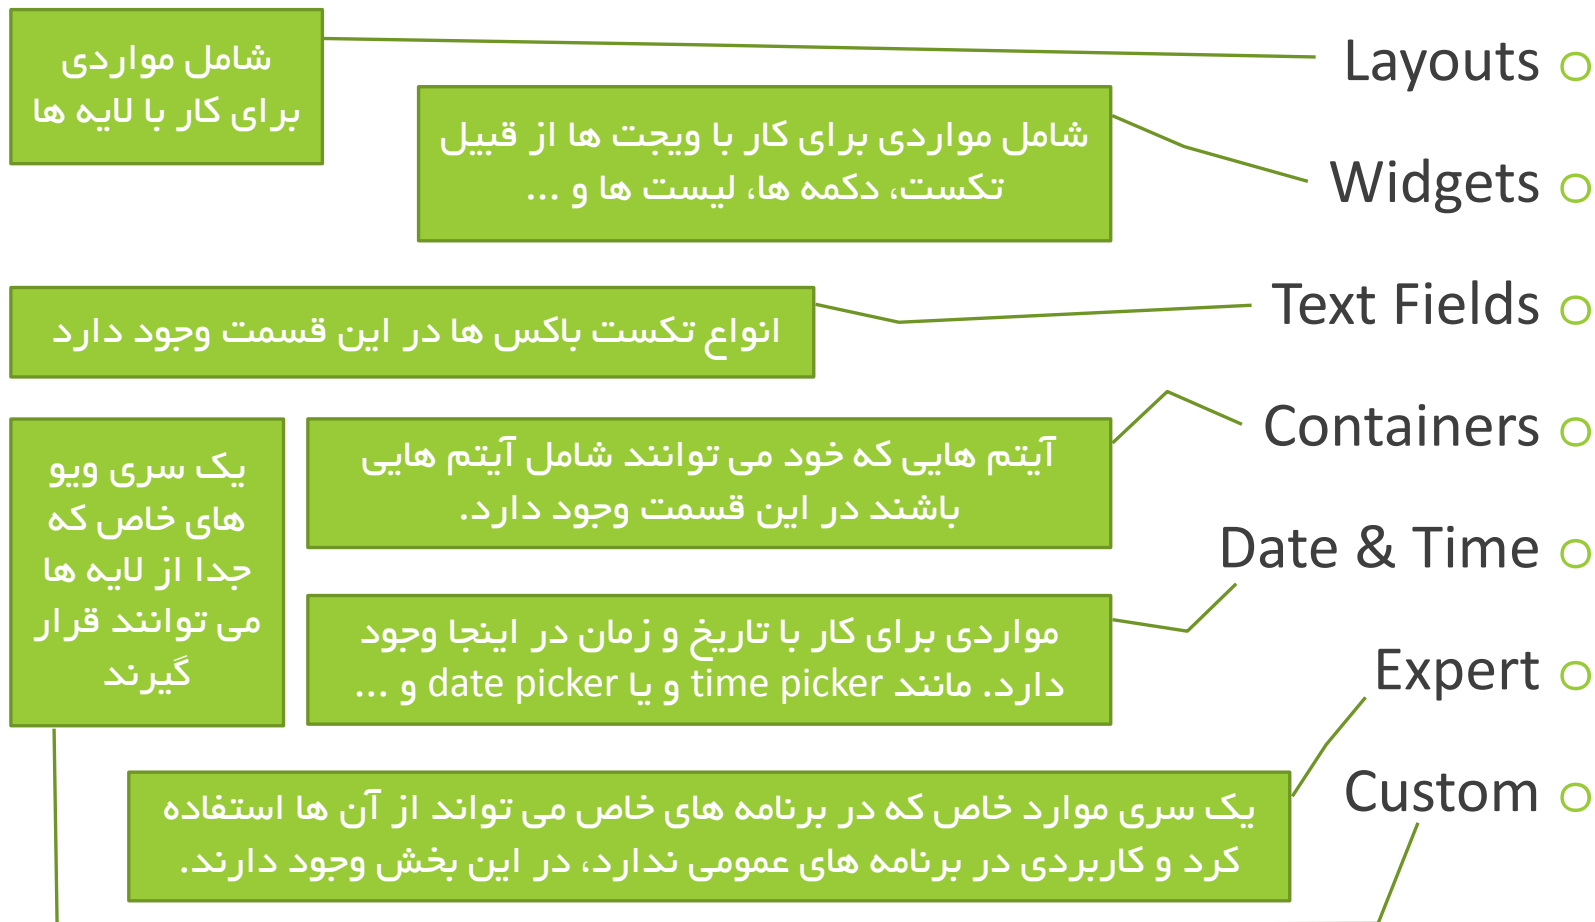 Layouts
شامل مواردی
برای کار با لایه ها
Widgets
شامل مواردی برای کار با ویجت ها از قبیل
تکست، دکمه ها، لیست ها و ...
Text Fields
انواع تکست باکس ها در این قسمت وجود دارد
Containers
آیتم هایی که خود می توانند شامل آیتم هایی
باشند در این قسمت وجود دارد.
Date & Time
مواردی برای کار با تاریخ و زمان در اینجا وجود
دارد. مانند time picker و یا date picker و ...
Expert
یک سری موارد خاص که در برنامه های خاص می تواند از آن ها استفاده
کرد و کاربردی در برنامه های عمومی ندارد، در این بخش وجود دارند.
Custom
یک سری ویو
های خاص که
جدا از لایه ها
می توانند قرار
گیرند